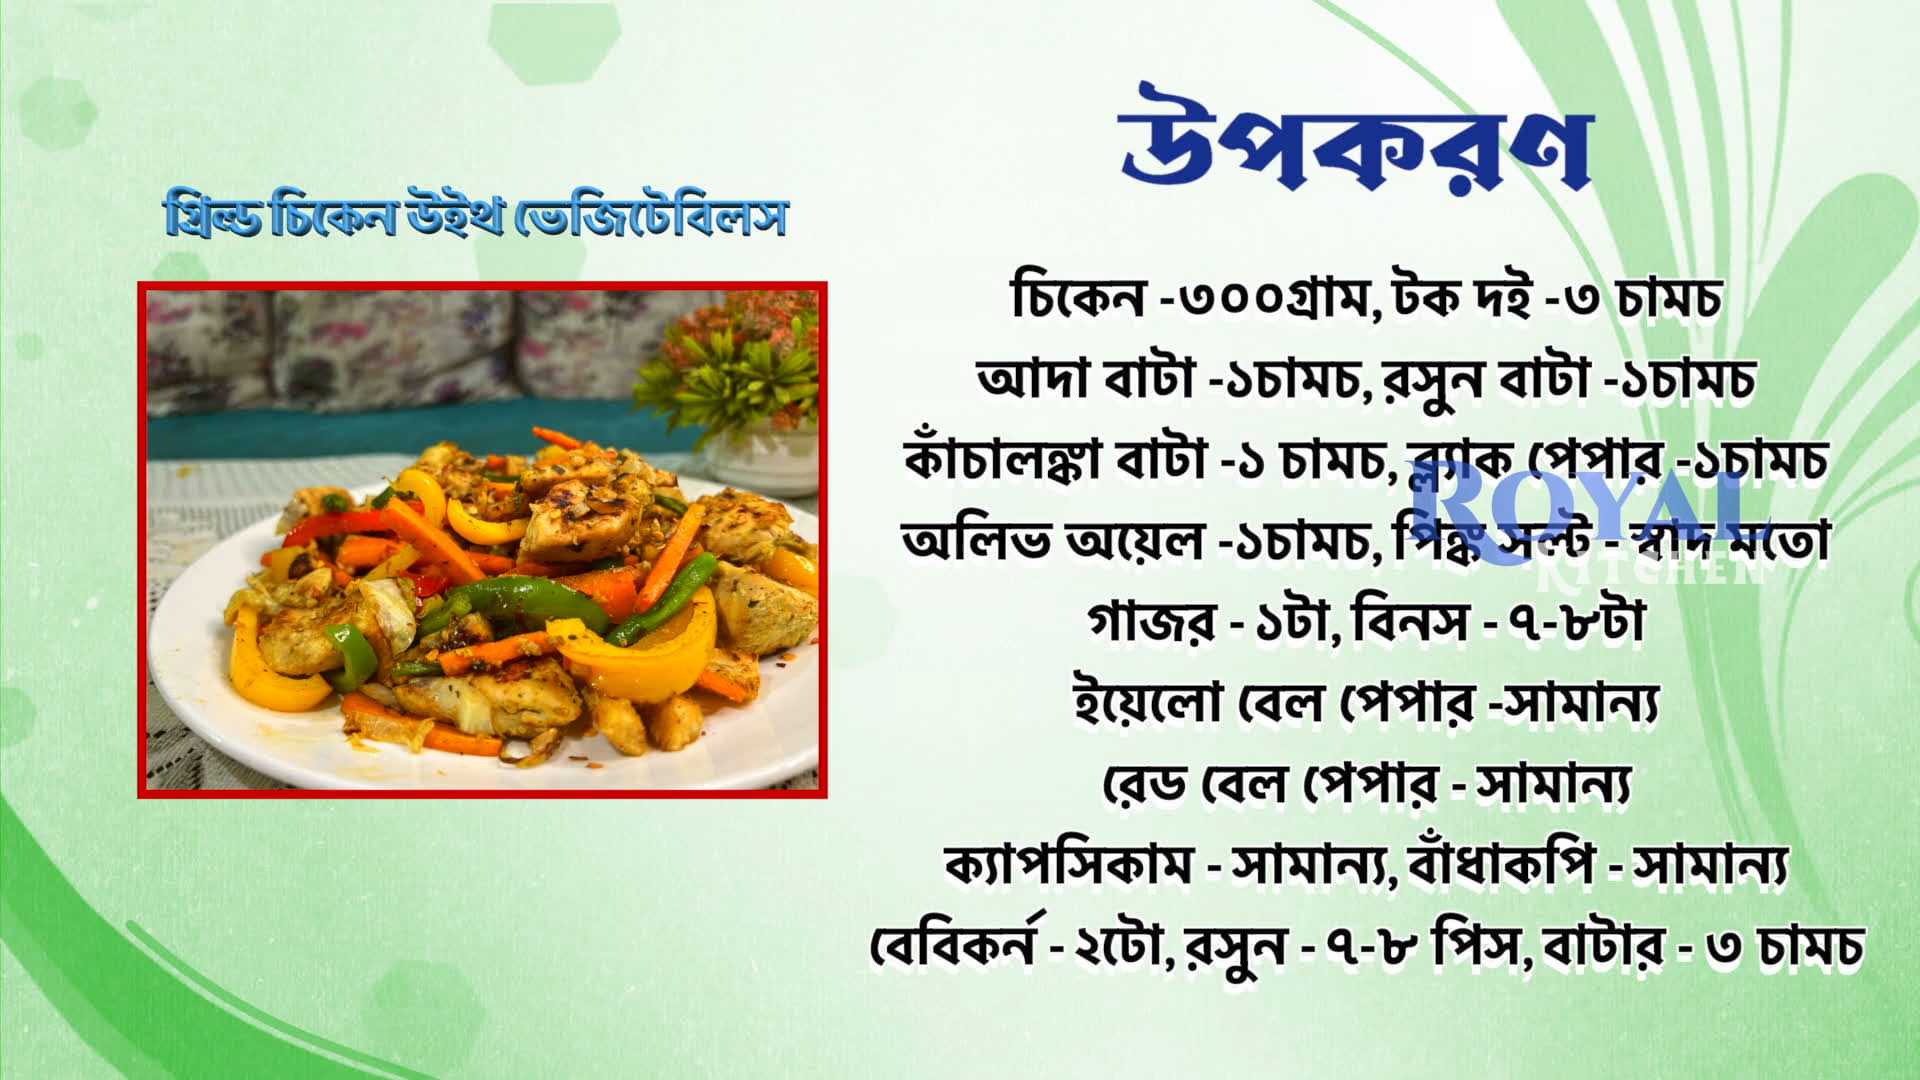 গ্রিল্ড চিকেন উইথ ভেজিটেবিলস
উপকরণ
চিকেন -৩০০গ্রাম, টক দই -৩ চামচ
আদা বাটা -১চামচ, রসুন বাটা -১চামচ
কাঁচালঙ্কা বাটা -১ চামচ, ব্ল্যাক পেপার -১চামচ
অলিভ অয়েল -১চামচ, পিঙ্ক সল্ট - স্বাদ মতো
ROYAL
KITCHEN
গাজর - ১টা, বিনস - ৭-৮টা
ইয়েলো বেল পেপার -সামান্য
রেড বেল পেপার - সামান্য
ক্যাপসিকাম - সামান্য, বাঁধাকপি - সামান্য
বেবিকর্ন - ২টো, রসুন - ৭-৮ পিস, বাটার - ৩ চামচ